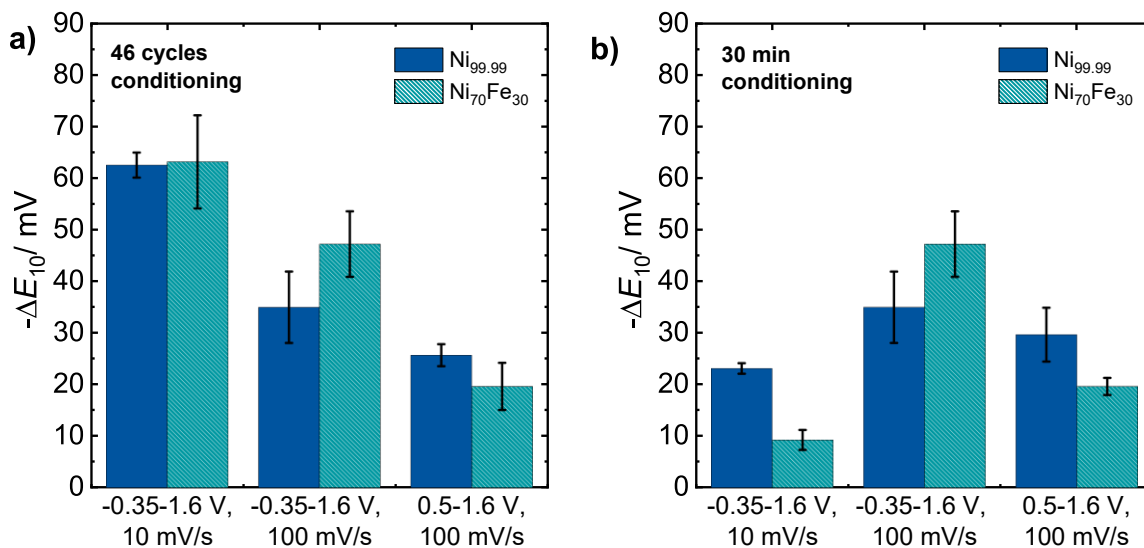 a)
46 cycles
conditioning
Ni99.99
Ni70Fe30
90
80
70
60
50
40
30
20
10
0
-ΔE10/ mV
-0.35-1.6 V,
10 mV/s
-0.35-1.6 V,
100 mV/s
0.5-1.6 V,
100 mV/s
b)
30 min
conditioning
Ni99.99
Ni70Fe30
90
80
70
60
50
40
30
20
10
0
-ΔE10/ mV
-0.35-1.6 V,
10 mV/s
-0.35-1.6 V,
100 mV/s
0.5-1.6 V,
100 mV/s